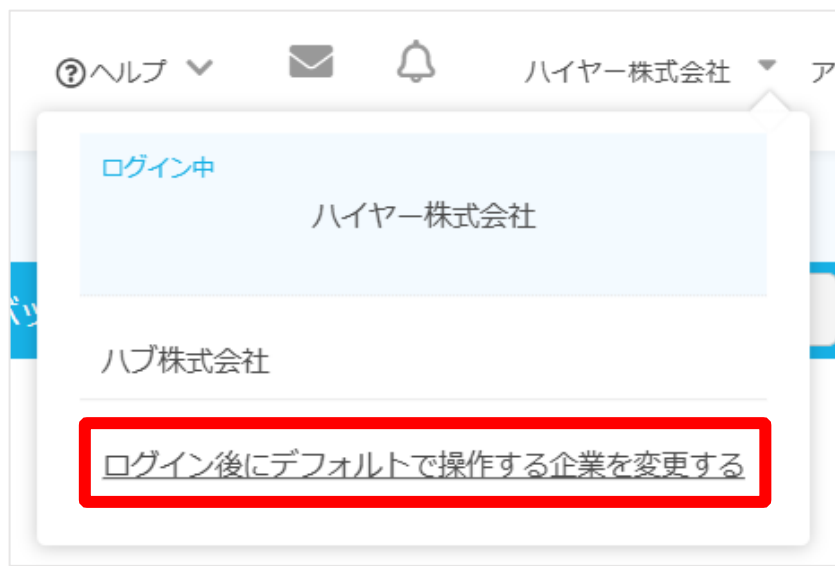 ヘルプ
ハイヤー株式会社
ア
ログイン中
ハイヤー株式会社
ハブ株式会社
ログイン後にデフォルトで操作する企業を変更する